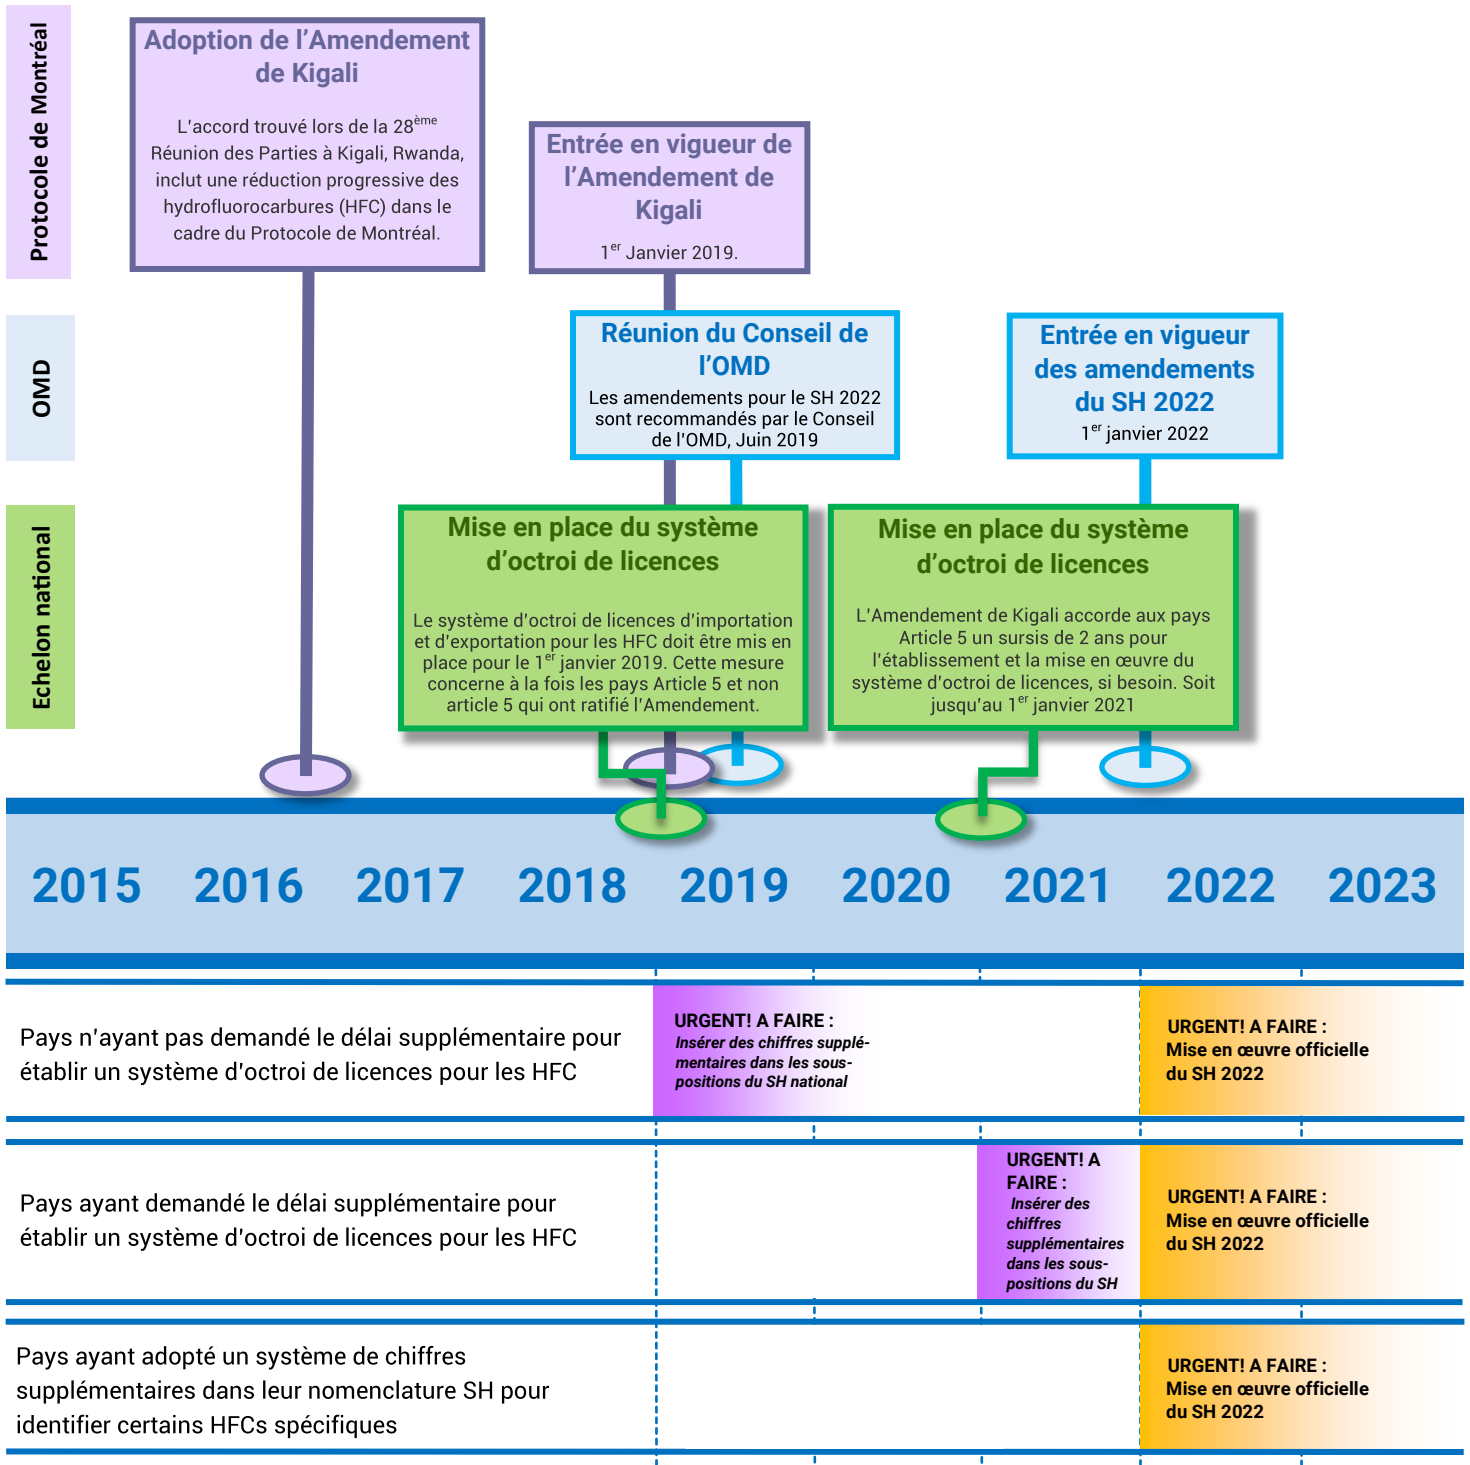 Protocole de Montréal
Adoption de l’Amendement
de Kigali
L’accord trouvé lors de la 28ème
Réunion des Parties à Kigali, Rwanda,
inclut une réduction progressive des
hydrofluorocarbures (HFC) dans le
cadre du Protocole de Montréal.
Entrée en vigueur de
l’Amendement de
Kigali
1er Janvier 2019.
OMD
Réunion du Conseil de
l’OMD
Les amendements pour le SH 2022
sont recommandés par le Conseil
de l’OMD, Juin 2019
Entrée en vigueur
des amendements
du SH 2022
1er janvier 2022
Echelon national
Mise en place du système
d’octroi de licences
Le système d’octroi de licences d’importation
et d’exportation pour les HFC doit être mis en
place pour le 1er janvier 2019. Cette mesure
concerne à la fois les pays Article 5 et non
article 5 qui ont ratifié l’Amendement.
Mise en place du système
d’octroi de licences
L’Amendement de Kigali accorde aux pays
Article 5 un sursis de 2 ans pour
l’établissement et la mise en œuvre du
système d’octroi de licences, si besoin. Soit
jusqu’au 1er janvier 2021
2015 2016 2017 2018 2019 2020 2021 2022 2023
Pays n’ayant pas demandé le délai supplémentaire pour
établir un système d’octroi de licences pour les HFC
URGENT! A FAIRE :
Insérer des chiffres supplé-
mentaires dans les sous-
positions du SH national
URGENT! A FAIRE :
Mise en œuvre officielle
du SH 2022
Pays ayant demandé le délai supplémentaire pour
établir un système d’octroi de licences pour les HFC
URGENT! A
FAIRE :
Insérer des
chiffres
supplémentaires
dans les sous-
positions du SH
URGENT! A FAIRE :
Mise en œuvre officielle
du SH 2022
Pays ayant adopté un système de chiffres
supplémentaires dans leur nomenclature SH pour
identifier certains HFCs spécifiques
URGENT! A FAIRE :
Mise en œuvre officielle
du SH 2022